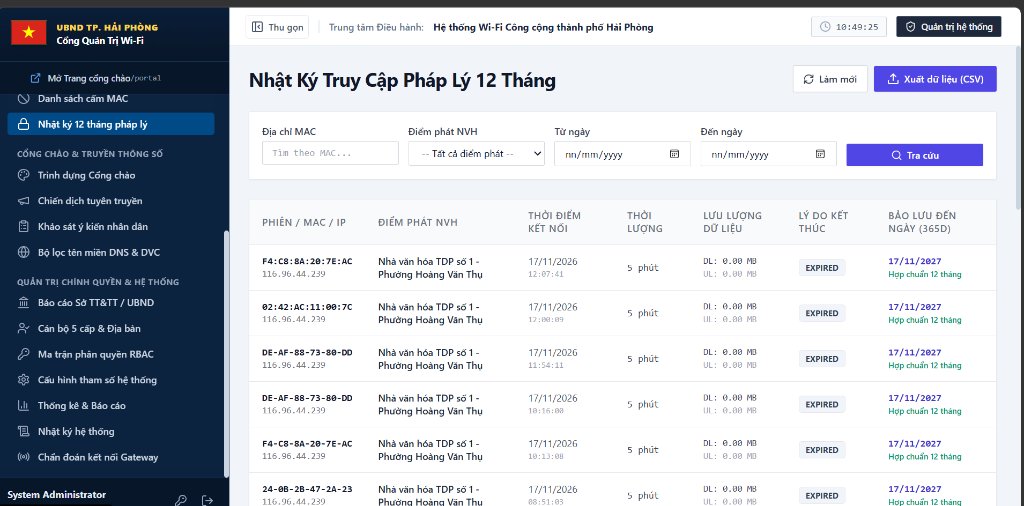 UBND TP. HẢI PHÒNG
Cổng Quản Trị Wi-Fi
Mở Trang cổng chào/portal
Danh sách cấm MAC
Nhật ký 12 tháng pháp lý
CỔNG CHÀO & TRUYỀN THÔNG SỐ
Trình dựng Cổng chào
Chiến dịch tuyên truyền
Khảo sát ý kiến nhân dân
Bộ lọc tên miền DNS & DVC
QUẢN TRỊ CHÍNH QUYỀN & HỆ THỐNG
Báo cáo Sở TT&TT / UBND
Cán bộ 5 cấp & Địa bàn
Ma trận phân quyền RBAC
Cấu hình tham số hệ thống
Thống kê & Báo cáo
Nhật ký hệ thống
Chẩn đoán kết nối Gateway
System Administrator
Thu gọn
Trung tâm Điều hành: Hệ thống Wi-Fi Công cộng thành phố Hải Phòng
10:49:25
Quản trị hệ thống
Nhật Ký Truy Cập Pháp Lý 12 Tháng
Làm mới
Xuất dữ liệu (CSV)
Địa chỉ MAC
Điểm phát NVH
Từ ngày
Đến ngày
Tìm theo MAC...
-- Tất cả điểm phát --
nn/mm/yyyy
nn/mm/yyyy
Tra cứu
PHIÊN / MAC / IP
ĐIỂM PHÁT NVH
THỜI ĐIỂM
KẾT NỐI
THỜI
LƯỢNG
LƯU LƯỢNG
DỮ LIỆU
LÝ DO KẾT
THÚC
BẢO LƯU ĐẾN
NGÀY (365D)
F4:C8:8A:20:7E:AC
116.96.44.239
Nhà văn hóa TDP số 1 -
Phường Hoàng Văn Thụ
17/11/2026
12:07:41
5 phút
DL: 0.00 MB
UL: 0.00 MB
EXPIRED
17/11/2027
Hợp chuẩn 12 tháng
02:42:AC:11:00:7C
116.96.44.239
Nhà văn hóa TDP số 1 -
Phường Hoàng Văn Thụ
17/11/2026
12:00:09
5 phút
DL: 0.00 MB
UL: 0.00 MB
EXPIRED
17/11/2027
Hợp chuẩn 12 tháng
DE-AF-88-73-80-DD
116.96.44.239
Nhà văn hóa TDP số 1 -
Phường Hoàng Văn Thụ
17/11/2026
11:54:11
5 phút
DL: 0.00 MB
UL: 0.00 MB
EXPIRED
17/11/2027
Hợp chuẩn 12 tháng
DE-AF-88-73-80-DD
116.96.44.239
Nhà văn hóa TDP số 1 -
Phường Hoàng Văn Thụ
17/11/2026
10:16:00
5 phút
DL: 0.00 MB
UL: 0.00 MB
EXPIRED
17/11/2027
Hợp chuẩn 12 tháng
F4-C8-8A-20-7E-AC
116.96.44.239
Nhà văn hóa TDP số 1 -
Phường Hoàng Văn Thụ
17/11/2026
10:13:08
5 phút
DL: 0.00 MB
UL: 0.00 MB
EXPIRED
17/11/2027
Hợp chuẩn 12 tháng
24-0B-2B-47-2A-23
116.96.44.239
Nhà văn hóa TDP số 1 -
Phường Hoàng Văn Thụ
17/11/2026
08:51:03
5 phút
DL: 0.00 MB
UL: 0.00 MB
EXPIRED
17/11/2027
Hợp chuẩn 12 tháng